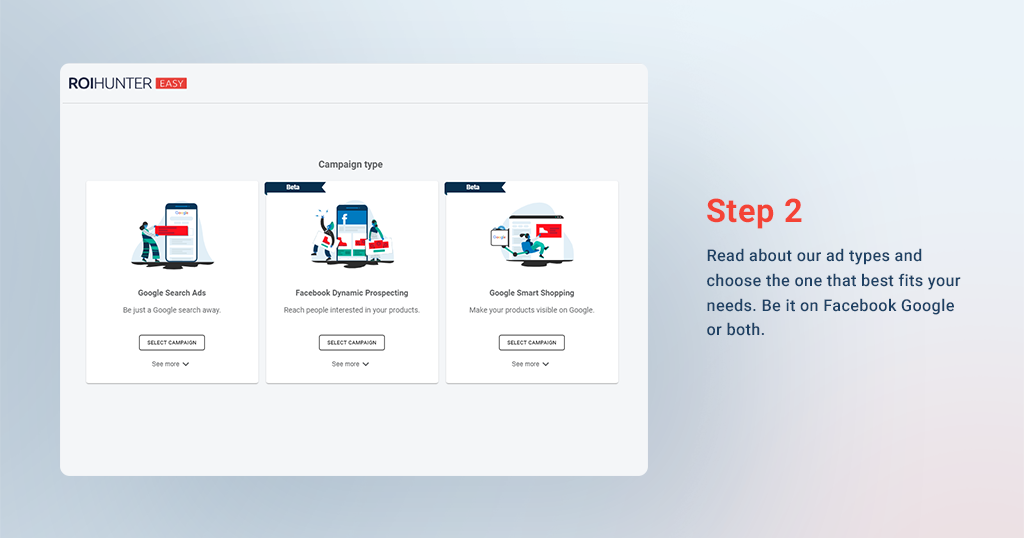 ROIHUNTER EASY
Campaign type
Google
Google Search Ads
Be just a Google search away.
SELECT CAMPAIGN
See more
Beta
Facebook Dynamic Prospecting
Reach people interested in your products.
SELECT CAMPAIGN
See more
Beta
Google
Google Smart Shopping
Make your products visible on Google.
SELECT CAMPAIGN
See more
Step 2
Read about our ad types and
choose the one that best fits your
needs. Be it on Facebook Google
or both.